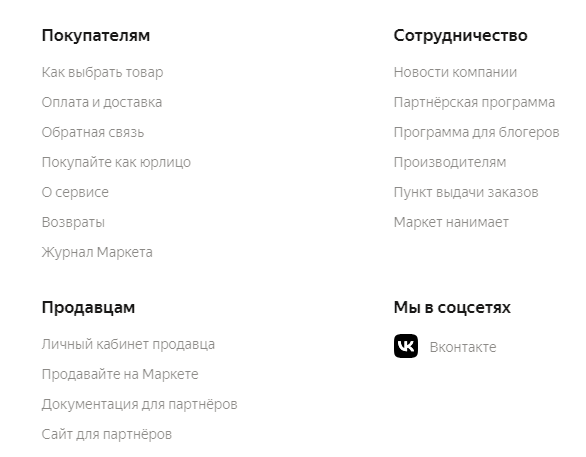 Покупателям
Как выбрать товар
Оплата и доставка
Обратная связь
Покупайте как юрлицо
О сервисе
Возвраты
Журнал Маркета
Сотрудничество
Новости компании
Партнёрская программа
Программа для блогеров
Производителям
Пункт выдачи заказов
Маркет нанимает
Продавцам
Личный кабинет продавца
Продавайте на Маркете
Документация для партнёров
Сайт для партнёров
Мы в соцсетях
Вконтакте